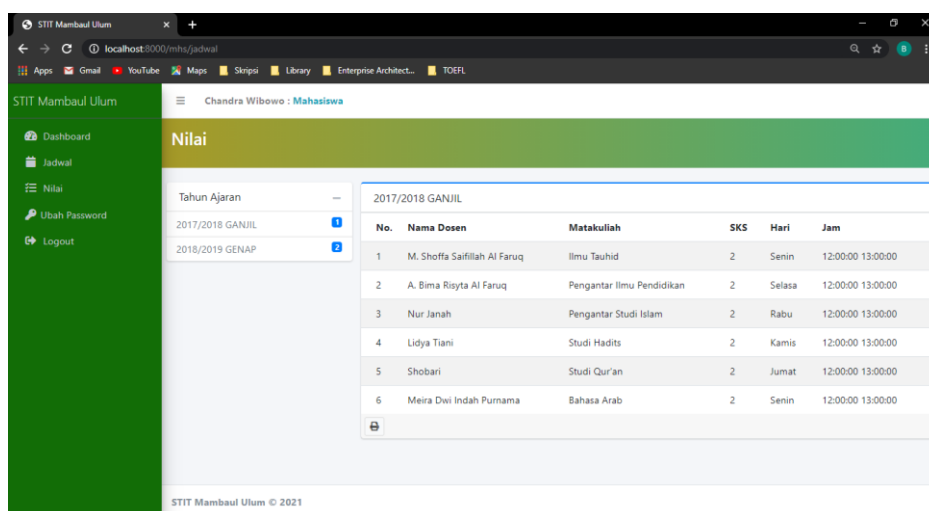 STIT Mambaul Ulum
localhost:8000/mhs/jadwal
B
Apps Gmail YouTube Maps Skripsi Library Enterprise Architect... TOEFL
STIT Mambaul Ulum
Chandra Wibowo : Mahasiswa
Dashboard
Jadwal
Nilai
Ubah Password
Logout
Nilai
Tahun Ajaran
2017/2018 GANJIL 1
2018/2019 GENAP 2
2017/2018 GANJIL
No. Nama Dosen Matakuliah SKS Hari Jam
1 M. Shoffa Saifillah Al Faruq Ilmu Tauhid 2 Senin 12:00:00 13:00:00
2 A. Bima Risyta Al Faruq Pengantar Ilmu Pendidikan 2 Selasa 12:00:00 13:00:00
3 Nur Janah Pengantar Studi Islam 2 Rabu 12:00:00 13:00:00
4 Lidya Tiani Studi Hadits 2 Kamis 12:00:00 13:00:00
5 Shobari Studi Qur'an 2 Jumat 12:00:00 13:00:00
6 Meira Dwi Indah Purnama Bahasa Arab 2 Senin 12:00:00 13:00:00
STIT Mambaul Ulum © 2021